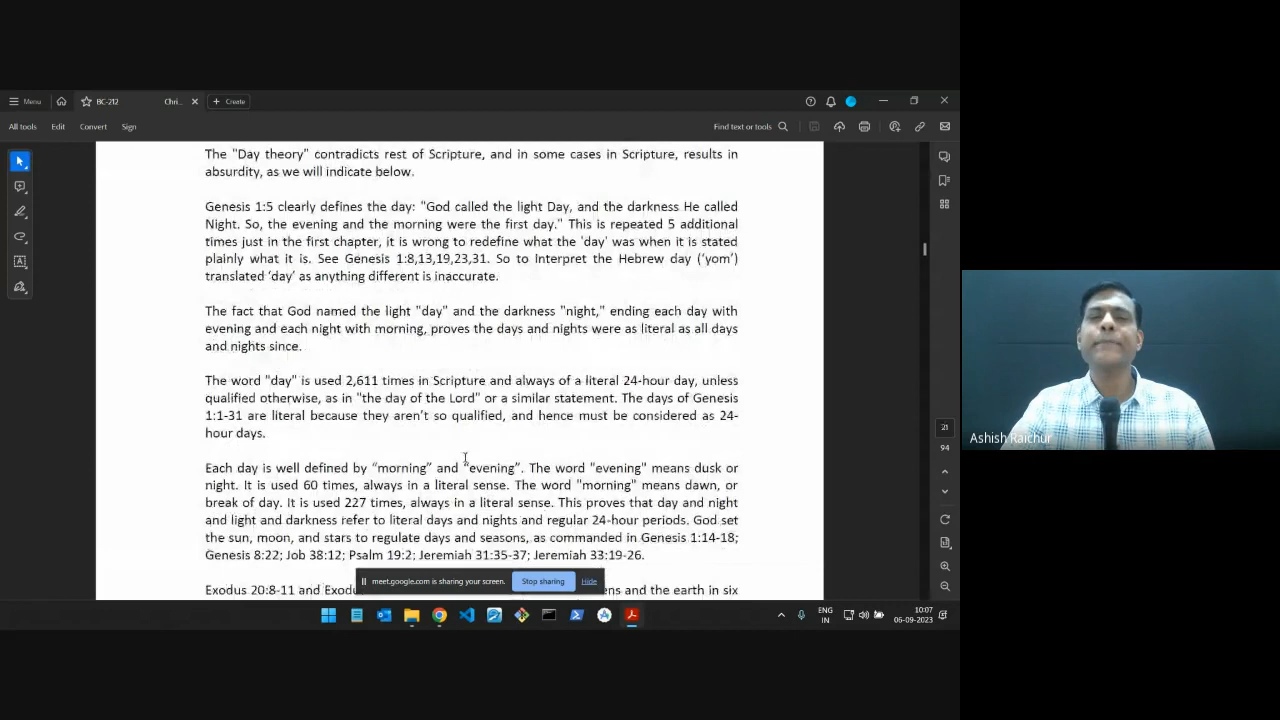 Menu
BC-212
Chri...
Create
All tools
Edit
Convert
Sign
Find text or tools
The "Day theory" contradicts rest of Scripture, and in some cases in Scripture, results in
absurdity, as we will indicate below.
Genesis 1:5 clearly defines the day: "God called the light Day, and the darkness He called
Night. So, the evening and the morning were the first day." This is repeated 5 additional
times just in the first chapter, it is wrong to redefine what the 'day' was when it is stated
plainly what it is. See Genesis 1:8,13,19,23,31. So to Interpret the Hebrew day ('yom')
translated 'day' as anything different is inaccurate.
The fact that God named the light "day" and the darkness "night," ending each day with
evening and each night with morning, proves the days and nights were as literal as all days
and nights since.
The word "day" is used 2,611 times in Scripture and always of a literal 24-hour day, unless
qualified otherwise, as in "the day of the Lord" or a similar statement. The days of Genesis
1:1-31 are literal because they aren't so qualified, and hence must be considered as 24-
hour days.
Each day is well defined by "morning" and "evening". The word "evening" means dusk or
night. It is used 60 times, always in a literal sense. The word "morning" means dawn, or
break of day. It is used 227 times, always in a literal sense. This proves that day and night
and light and darkness refer to literal days and nights and regular 24-hour periods. God set
the sun, moon, and stars to regulate days and seasons, as commanded in Genesis 1:14-18;
Genesis 8:22; Job 38:12; Psalm 19:2; Jeremiah 31:35-37; Jeremiah 33:19-26.
Exodus 20:8-11 and Exodu
ens and the earth in six
meet.google.com is sharing your screen.
Stop sharing
Hide
21
94
ENG
IN
10:07
06-09-2023
Ashish Raichur